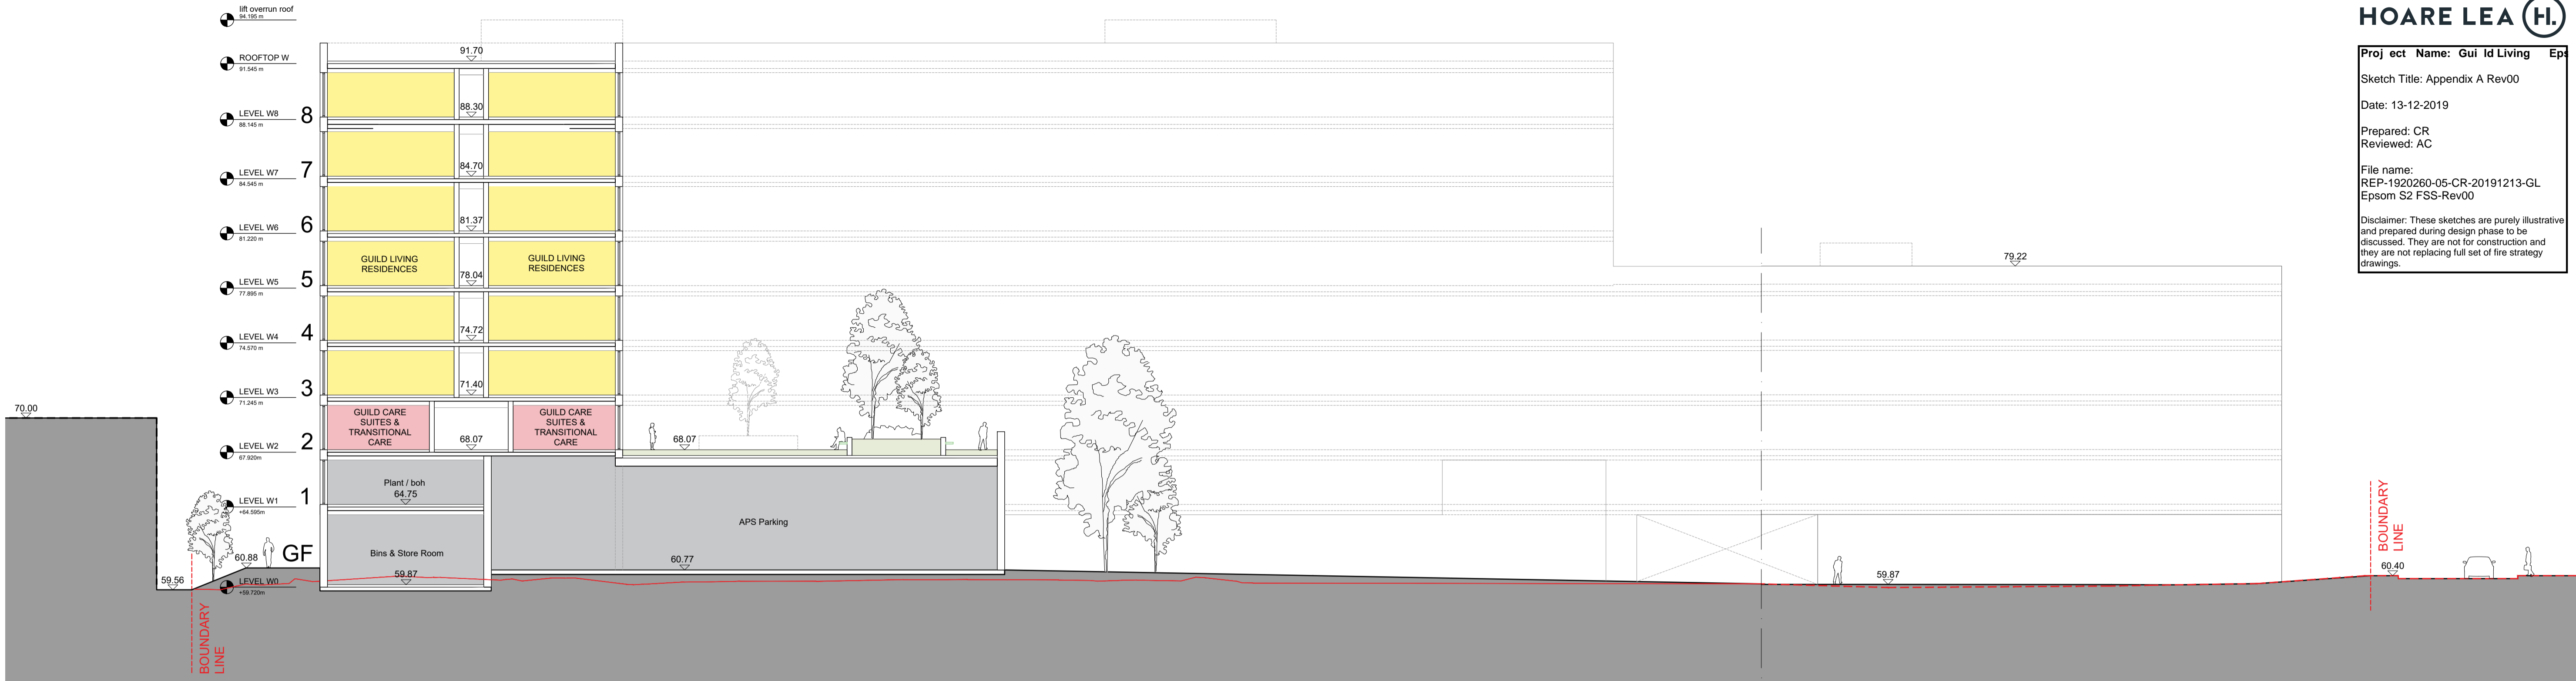 lift overrun roof
94.195 m
ROOFTOP W
91.545 m
LEVEL W8
88.145 m
8
LEVEL W7
84.545 m
7
LEVEL W6
81.220 m
6
LEVEL W5
77.895 m
5
LEVEL W4
74.570 m
4
LEVEL W3
71.245 m
3
LEVEL W2
67.920m
2
LEVEL W1
+64.595m
1
GF
LEVEL W0
+59.720m
91.70
88.30
84.70
81.37
GUILD LIVING
RESIDENCES
GUILD LIVING
RESIDENCES
78.04
74.72
71.40
GUILD CARE
SUITES &
TRANSITIONAL
CARE
GUILD CARE
SUITES &
TRANSITIONAL
CARE
68.07
68.07
Plant / boh
64.75
APS Parking
Bins & Store Room
59.87
60.77
70.00
59.56
60.88
BOUNDARY
LINE
79.22
59.87
BOUNDARY
LINE
60.40
HOARE LEA H.
Proj ect Name: Gui ld Living Eps
Sketch Title: Appendix A Rev00
Date: 13-12-2019
Prepared: CR
Reviewed: AC
File name:
REP-1920260-05-CR-20191213-GL
Epsom S2 FSS-Rev00
Disclaimer: These sketches are purely illustrative
and prepared during design phase to be
discussed. They are not for construction and
they are not replacing full set of fire strategy
drawings.